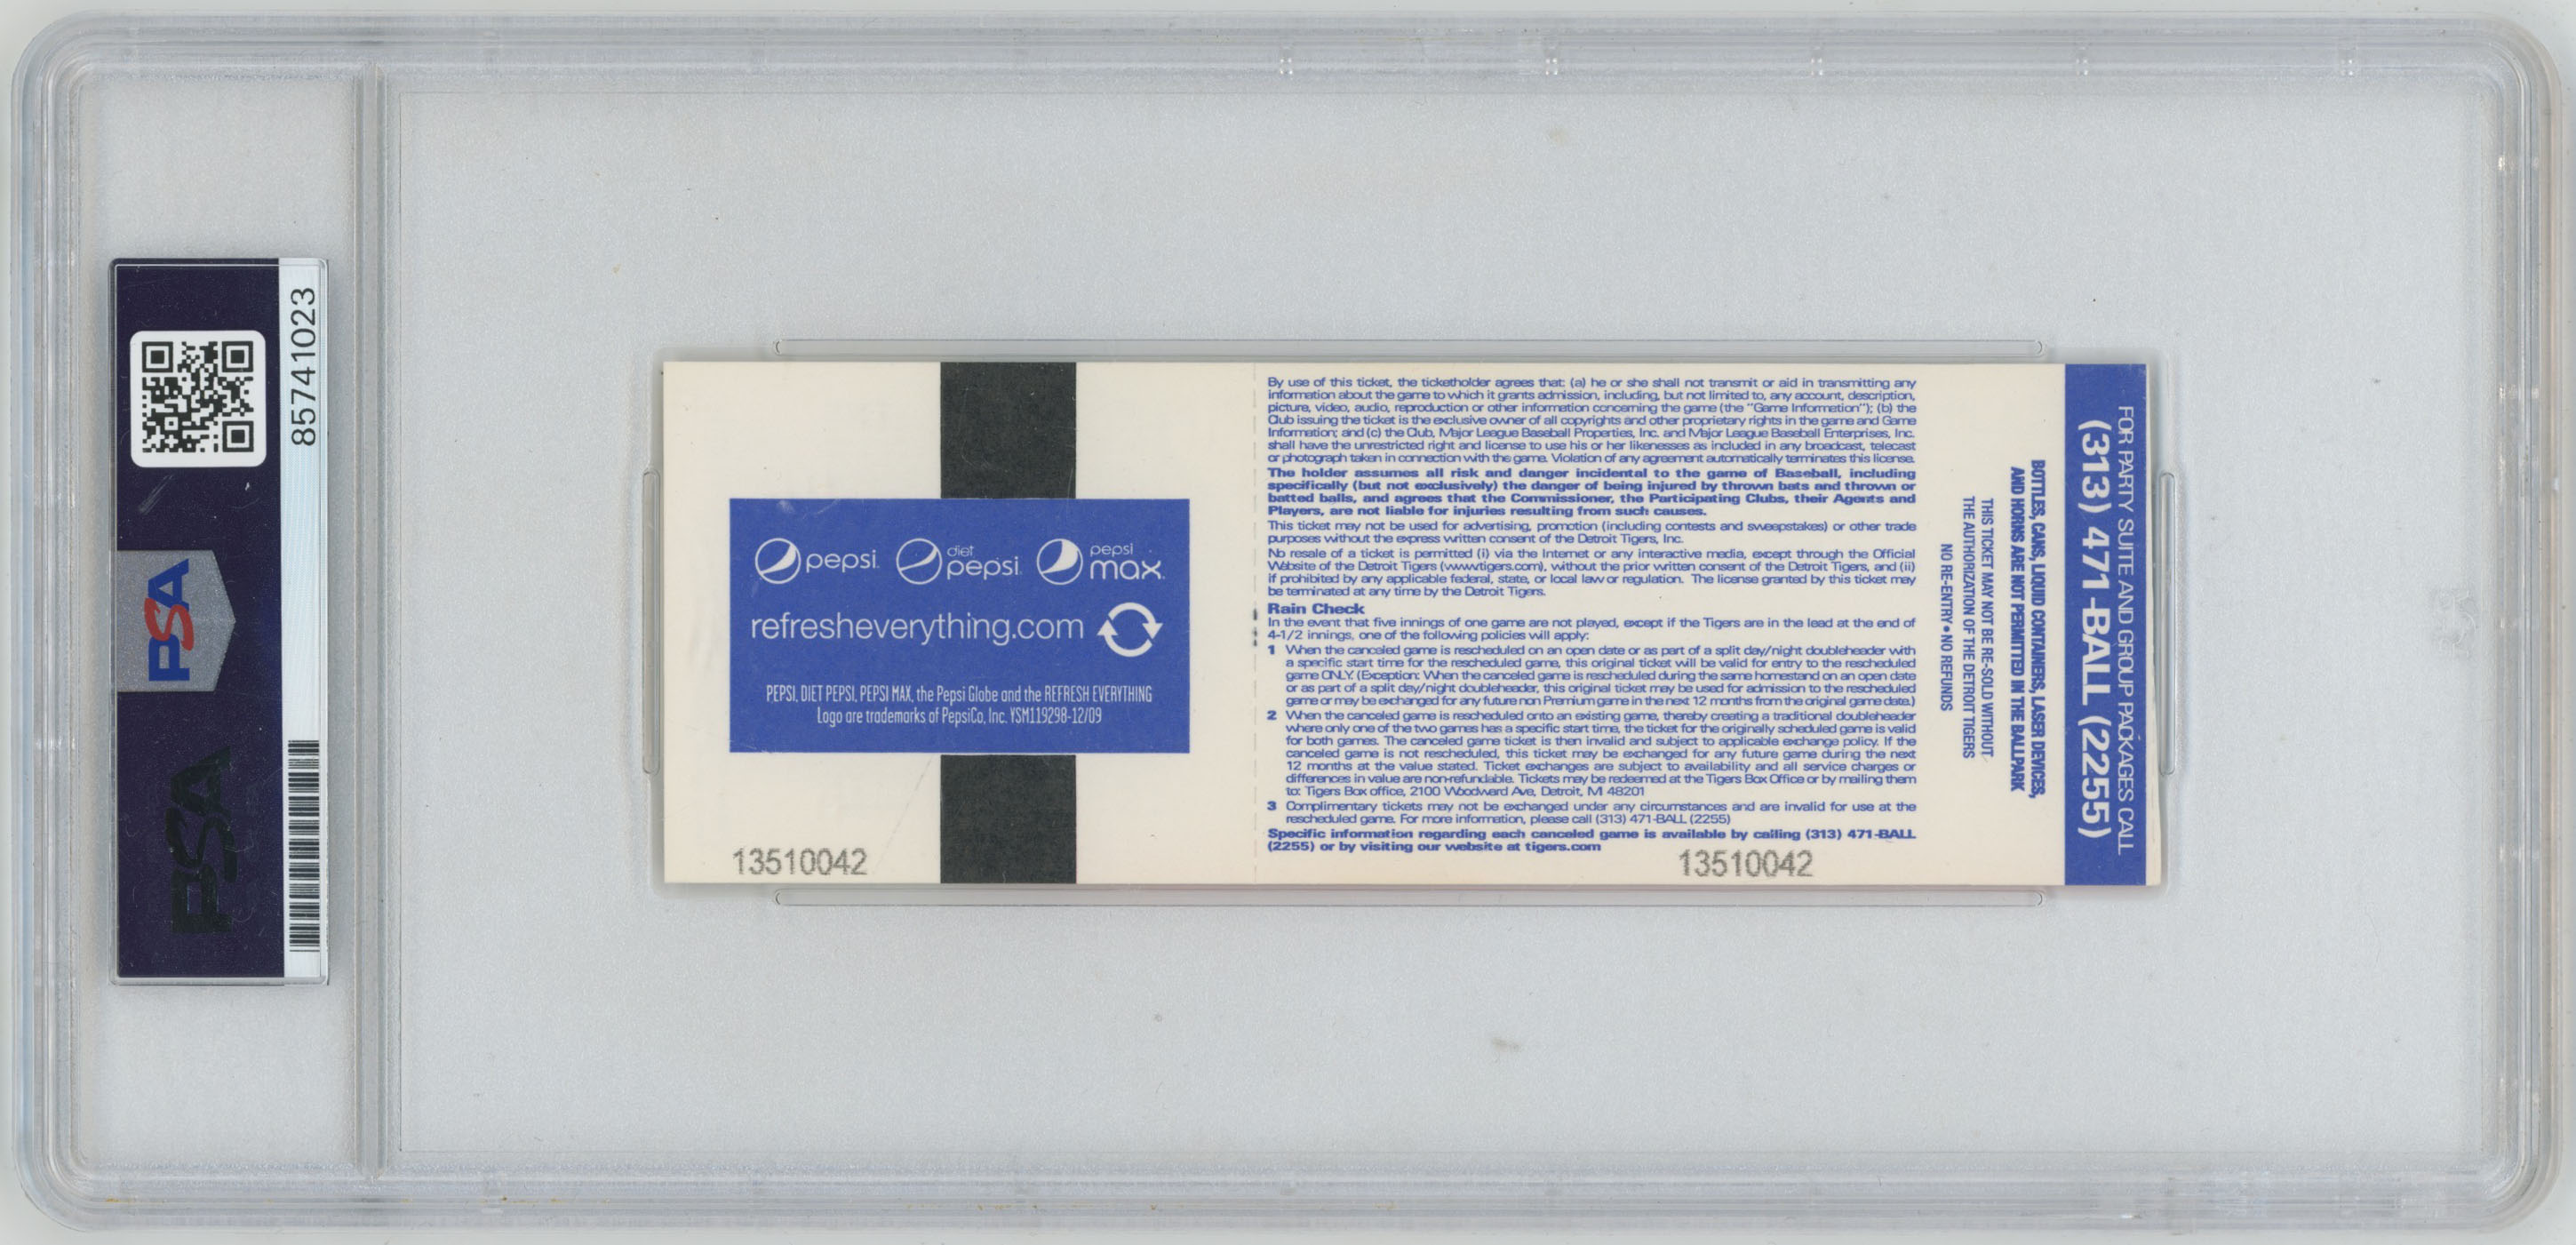 85741023
PSA
PSA
pepsi.
diet
pepsi.
pepsi
max.
refresheverything.com
PEPSI, DIET PEPSI, PEPSI MAX, the Pepsi Globe and the REFRESH EVERYTHING
Logo are trademarks of PepsiCo, Inc. YSM119298-12/09
13510042
By use of this ticket, the ticketholder agrees that: (a) he or she shall not transmit or aid in transmitting any
information about the game to which it grants admission, including, but not limited to, any account, description,
picture, video, audio, reproduction or other information concerning the game (the "Game Information"); (b) the
Club issuing the ticket is the exclusive owner of all copyrights and other proprietary rights in the game and Game
Information; and (c) the Club, Major League Baseball Properties, Inc. and Major League Baseball Enterprises, Inc.
shall have the unrestricted right and license to use his or her likenesses as included in any broadcast, telecast
or photograph taken in connection with the game. Violation of any agreement automatically terminates this license.
The holder assumes all risk and danger incidental to the game of Baseball, including
specifically (but not exclusively) the danger of being injured by thrown bats and thrown or
batted balls, and agrees that the Commissioner, the Participating Clubs, their Agents and
Players, are not liable for injuries resulting from such causes.
This ticket may not be used for advertising, promotion (including contests and sweepstakes) or other trade
purposes without the express written consent of the Detroit Tigers, Inc.
No resale of a ticket is permitted (i) via the Internet or any interactive media, except through the Official
Website of the Detroit Tigers (www.tigers.com), without the prior written consent of the Detroit Tigers, and (ii)
if prohibited by any applicable federal, state, or local law or regulation. The license granted by this ticket may
be terminated at any time by the Detroit Tigers.
Rain Check
In the event that five innings of one game are not played, except if the Tigers are in the lead at the end of
4-1/2 innings, one of the following policies will apply:
1 When the canceled game is rescheduled on an open date or as part of a split day/night doubleheader with
a specific start time for the rescheduled game, this original ticket will be valid for entry to the rescheduled
game ONLY. (Exception: When the canceled game is rescheduled during the same homestand on an open date
or as part of a split day/night doubleheader, this original ticket may be used for admission to the rescheduled
game or may be exchanged for any future non Premium game in the next 12 months from the original game date.)
2 When the canceled game is rescheduled onto an existing game, thereby creating a traditional doubleheader
where only one of the two games has a specific start time, the ticket for the originally scheduled game is valid
for both games. The canceled game ticket is then invalid and subject to applicable exchange policy. If the
canceled game is not rescheduled, this ticket may be exchanged for any future game during the next
12 months at the value stated. Ticket exchanges are subject to availability and all service charges or
differences in value are non-refundable. Tickets may be redeemed at the Tigers Box Office or by mailing them
to: Tigers Box office, 2100 Woodward Ave, Detroit, MI 48201
3 Complimentary tickets may not be exchanged under any circumstances and are invalid for use at the
rescheduled game. For more information, please call (313) 471-BALL (2255)
Specific information regarding each canceled game is available by calling (313) 471-BALL
(2255) or by visiting our website at tigers.com
13510042
FOR PARTY SUITE AND GROUP PACKAGES CALL
(313) 471-BALL (2255)
BOTTLES, CANS, LIQUID CONTAINERS, LASER DEVICES,
AND HORNS ARE NOT PERMITTED IN THE BALLPARK
THIS TICKET MAY NOT BE RE-SOLD WITHOUT
THE AUTHORIZATION OF THE DETROIT TIGERS
NO RE-ENTRY • NO REFUNDS